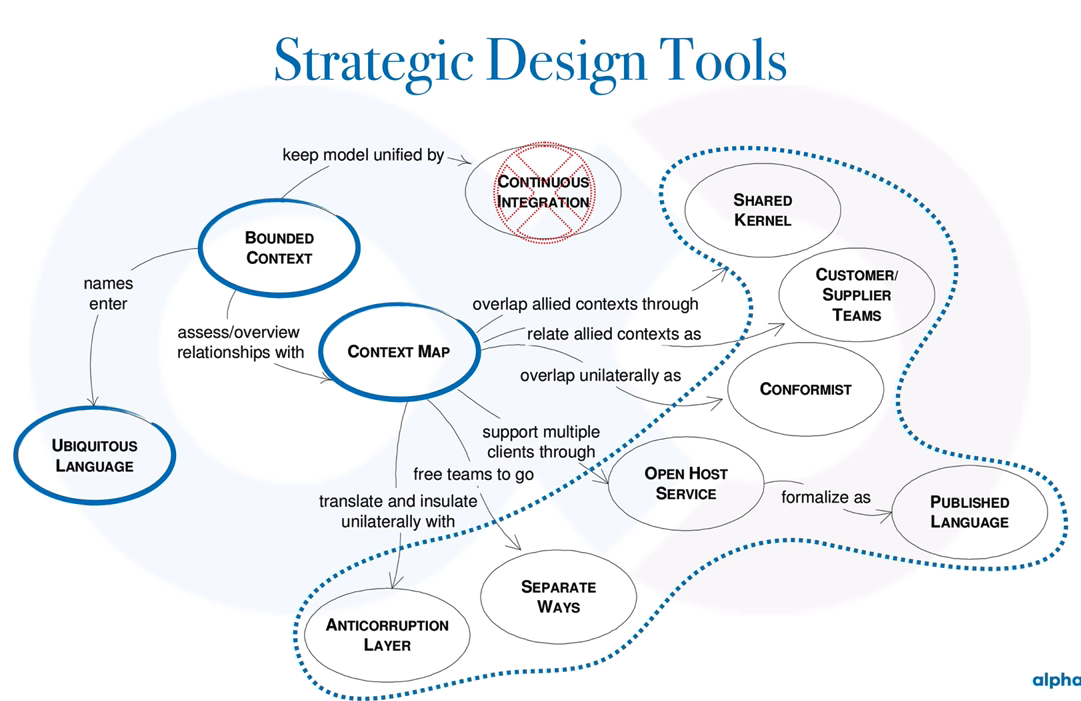 Strategic Design Tools
keep model unified by
CONTINUOUS
INTEGRATION
SHARED
KERNEL
BOUNDED
CONTEXT
names
enter
CUSTOMER/
SUPPLIER
TEAMS
overlap allied contexts through
assess/overview
relationships with
relate allied contexts as
CONTEXT MAP
overlap unilaterally as
CONFORMIST
UBIQUITOUS
LANGUAGE
support multiple
clients through
free teams to go
OPEN HOST
SERVICE
formalize as
PUBLISHED
LANGUAGE
translate and insulate
unilaterally with
SEPARATE
WAYS
ANTICORRUPTION
LAYER
alpha